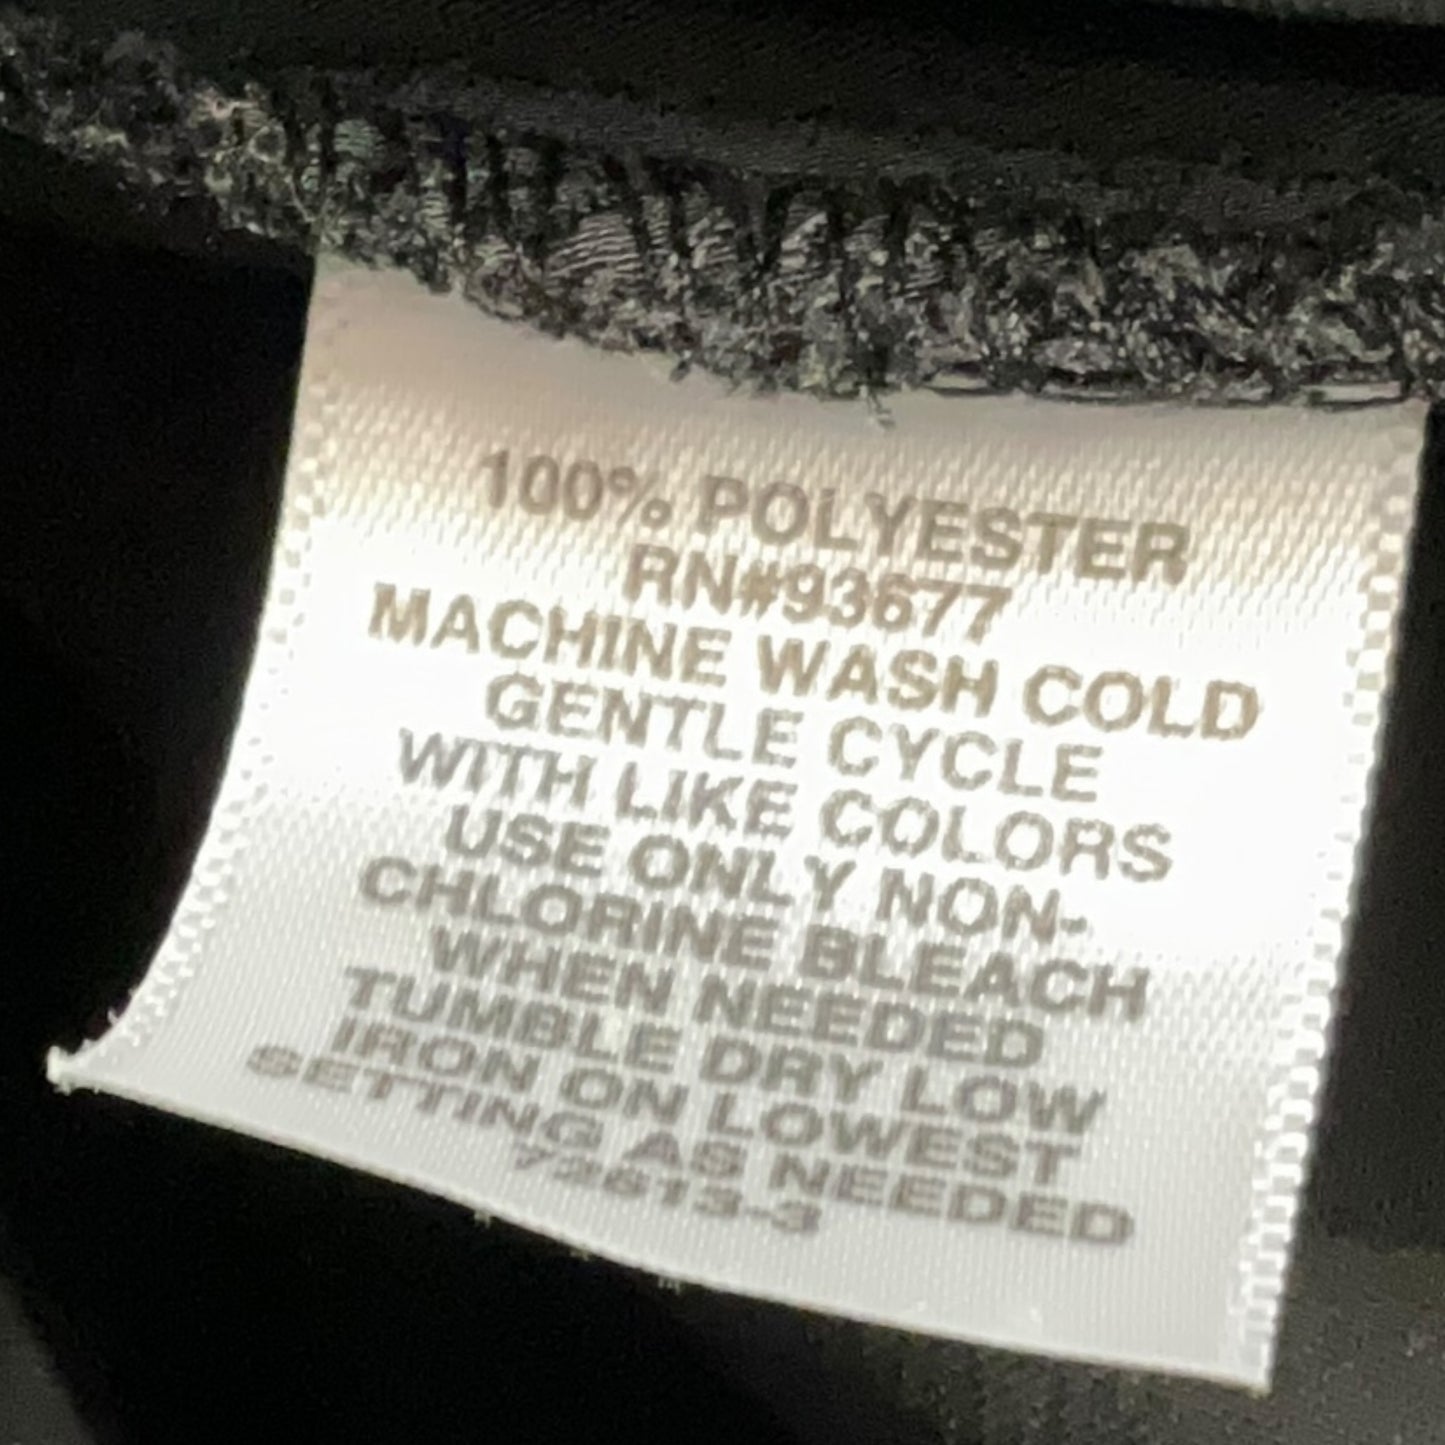 100% POLYESTER
RN#93677
MACHINE WASH COLD
GENTLE CYCLE
WITH LIKE COLORS
USE ONLY NON-
CHLORINE BLEACH
WHEN NEEDED
TUMBLE DRY LOW
IRON ON LOWEST
SETTING AS NEEDED
73613-3